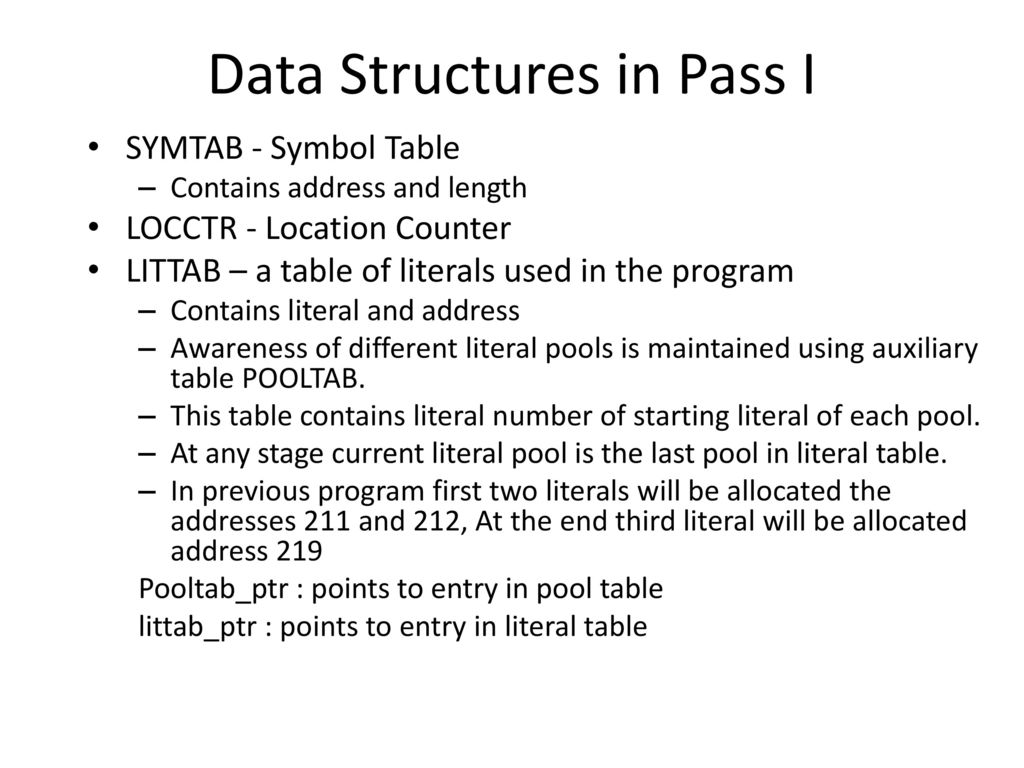 Data Structures in Pass I
• SYMTAB - Symbol Table
– Contains address and length
• LOCCTR - Location Counter
• LITTAB – a table of literals used in the program
– Contains literal and address
– Awareness of different literal pools is maintained using auxiliary
table POOLTAB.
– This table contains literal number of starting literal of each pool.
– At any stage current literal pool is the last pool in literal table.
– In previous program first two literals will be allocated the
addresses 211 and 212, At the end third literal will be allocated
address 219
Pooltab_ptr : points to entry in pool table
littab_ptr : points to entry in literal table